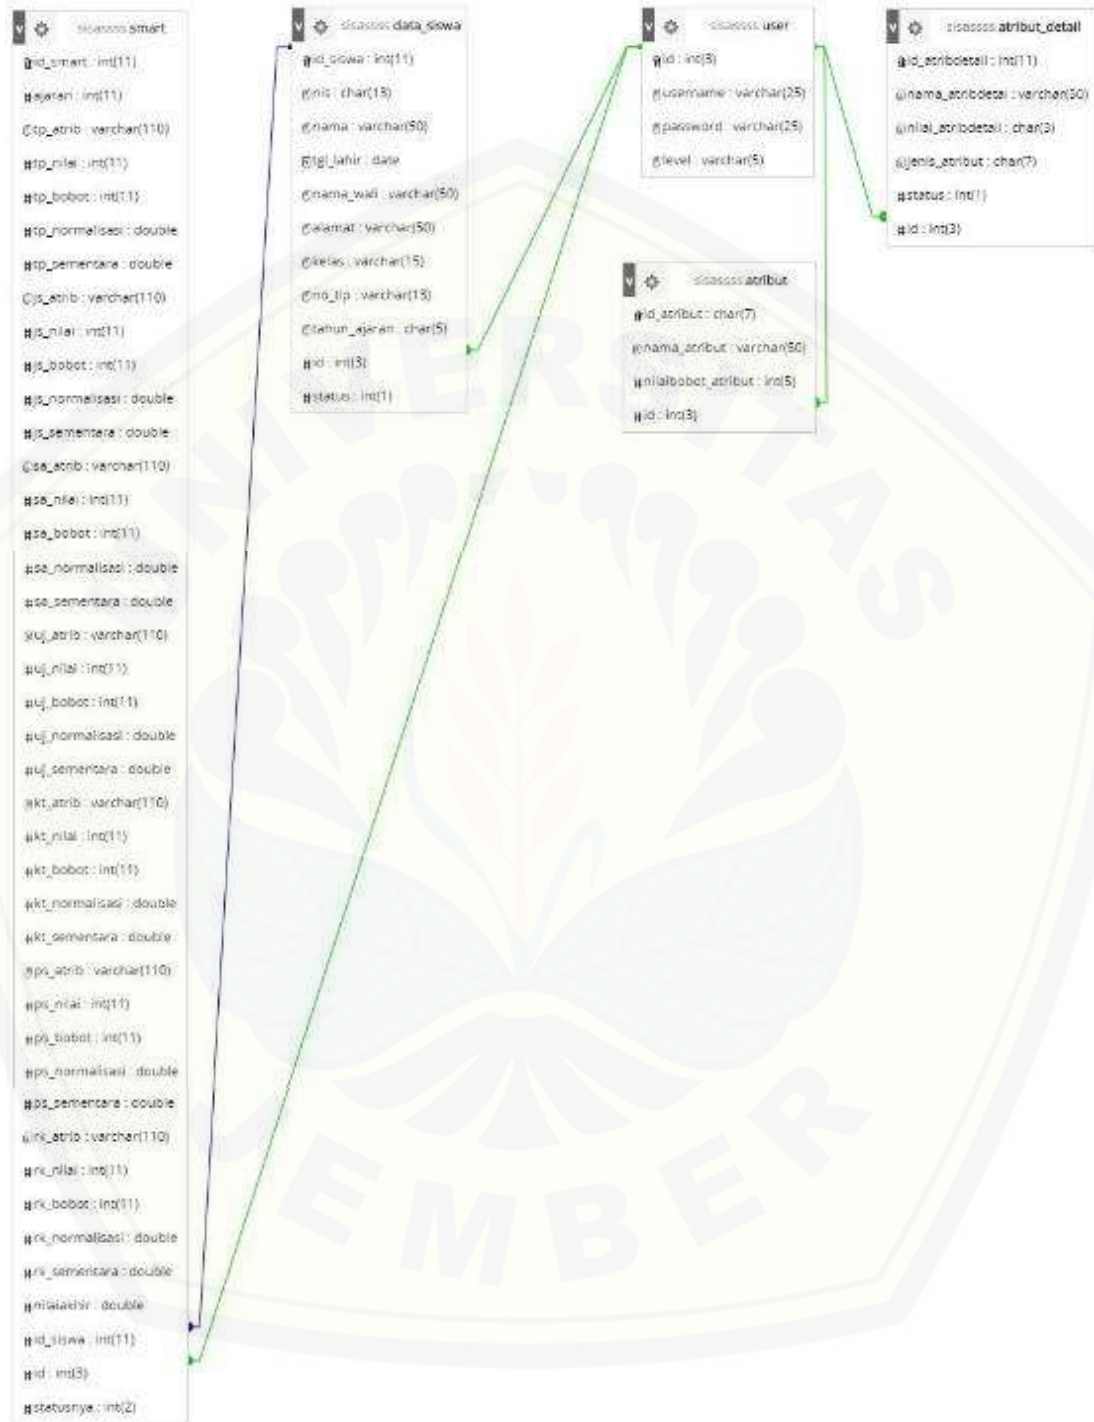 sisassss smart
id_smart : int(11)
#ajaran : int(11)
tp_atrib : varchar(110)
#tp_nilai : int(11)
#tp_bobot : int(11)
#tp_normalisasi : double
#tp_sementara : double
js_atrib : varchar(110)
#js_nilai : int(11)
#js_bobot : int(11)
#js_normalisasi : double
#js_sementara : double
sa_atrib : varchar(110)
#sa_nilai : int(11)
#sa_bobot : int(11)
#sa_normalisasi : double
#sa_sementara : double
uj_atrib : varchar(110)
#uj_nilai : int(11)
#uj_bobot : int(11)
#uj_normalisasi : double
#uj_sementara : double
kt_atrib : varchar(110)
#kt_nilai : int(11)
#kt_bobot : int(11)
#kt_normalisasi : double
#kt_sementara : double
ps_atrib : varchar(110)
#ps_nilai : int(11)
#ps_bobot : int(11)
#ps_normalisasi : double
#ps_sementara : double
rk_atrib : varchar(110)
#rk_nilai : int(11)
#rk_bobot : int(11)
#rk_normalisasi : double
#rk_sementara : double
#nilaiakhir : double
#id_siswa : int(11)
#id : int(3)
#statusnya : int(2)
sisassss data_siswa
id_siswa : int(11)
nis : char(13)
nama : varchar(50)
tgl_lahir : date
nama_wali : varchar(50)
alamat : varchar(50)
kelas : varchar(15)
no_tlp : varchar(13)
tahun_ajaran : char(5)
#id : int(3)
#status : int(1)
sisassss user
id : int(3)
username : varchar(25)
password : varchar(25)
level : varchar(5)
sisassss atribut
id_atribut : char(7)
nama_atribut : varchar(50)
#nilaibobot_atribut : int(5)
#id : int(3)
sisassss atribut_detail
id_atribdetail : int(11)
nama_atribdetai : varchar(50)
nilai_atribdetail : char(3)
jenis_atribut : char(7)
#status : int(1)
#id : int(3)
UNIVERSITAS
JEMBER